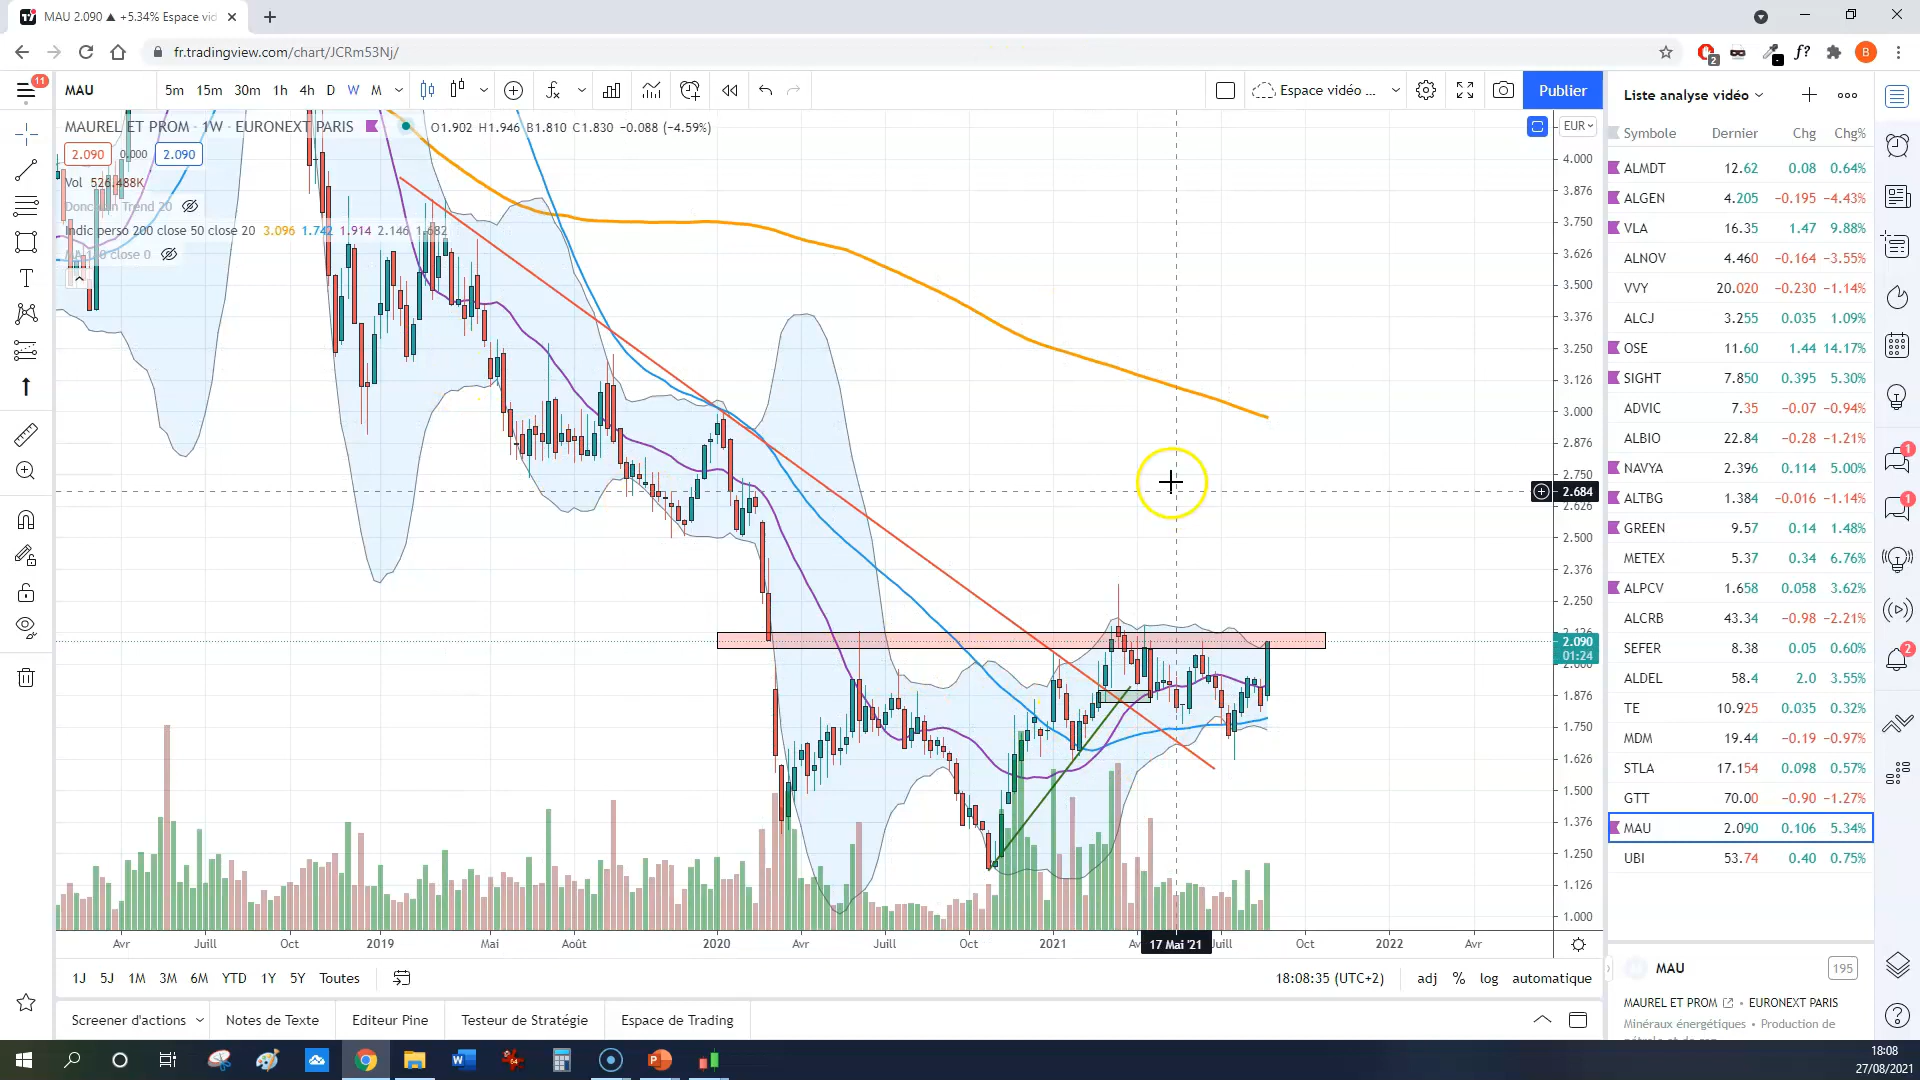 MAU 2.090 ▲ +5.34% Espace vid
fr.tradingview.com/chart/JCRm53Nj/
2
f?
B
11
MAU
5m 15m 30m 1h 4h D W M
Espace vidéo ...
Publier
MAUREL ET PROM · 1W · EURONEXT PARIS
O1.902 H1.946 B1.810 C1.830 −0.088 (−4.59%)
2.090 0.000 2.090
Vol 526.488K
Indic perso 200 close 50 close 20 3.096 1.742 1.914 2.146 1.682
EUR
4.000
3.876
3.750
3.626
3.500
3.376
3.250
3.126
3.000
2.876
2.750
2.684
2.626
2.500
2.376
2.250
2.126
2.090
01:24
2.000
1.876
1.750
1.626
1.500
1.376
1.250
1.126
1.000
Avr Juill Oct 2019 Mai Août 2020 Avr Juill Oct 2021 17 Mai '21 Juill Oct 2022 Avr
1J 5J 1M 3M 6M YTD 1Y 5Y Toutes
18:08:35 (UTC+2) adj % log automatique
Screener d'actions
Notes de Texte
Editeur Pine
Testeur de Stratégie
Espace de Trading
Liste analyse vidéo
Symbole Dernier Chg Chg%
ALMDT 12.62 0.08 0.64%
ALGEN 4.205 −0.195 −4.43%
VLA 16.35 1.47 9.88%
ALNOV 4.460 −0.164 −3.55%
VVY 20.020 −0.230 −1.14%
ALCJ 3.255 0.035 1.09%
OSE 11.60 1.44 14.17%
SIGHT 7.850 0.395 5.30%
ADVIC 7.35 −0.07 −0.94%
ALBIO 22.84 −0.28 −1.21%
NAVYA 2.396 0.114 5.00%
ALTBG 1.384 −0.016 −1.14%
GREEN 9.57 0.14 1.48%
METEX 5.37 0.34 6.76%
ALPCV 1.658 0.058 3.62%
ALCRB 43.34 −0.98 −2.21%
SEFER 8.38 0.05 0.60%
ALDEL 58.4 2.0 3.55%
TE 10.925 0.035 0.32%
MDM 19.44 −0.19 −0.97%
STLA 17.154 0.098 0.57%
GTT 70.00 −0.90 −1.27%
MAU 2.090 0.106 5.34%
UBI 53.74 0.40 0.75%
MAU
195
MAUREL ET PROM • EURONEXT PARIS
Minéraux énergétiques • Production de
1
1
2
18:08
27/08/2021